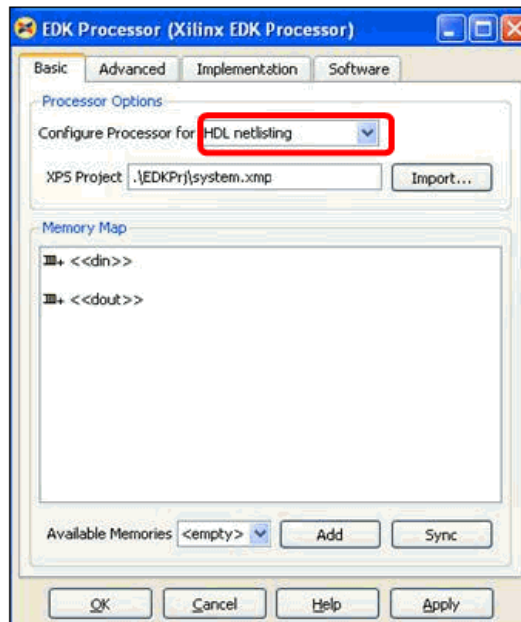 EDK Processor (Xilinx EDK Processor)
Basic Advanced Implementation Software
Processor Options
Configure Processor for HDL netlisting
XPS Project .\EDKPrj\system.xmp Import...
Memory Map
<<din>>
<<dout>>
Available Memories <empty> Add Sync
OK Cancel Help Apply